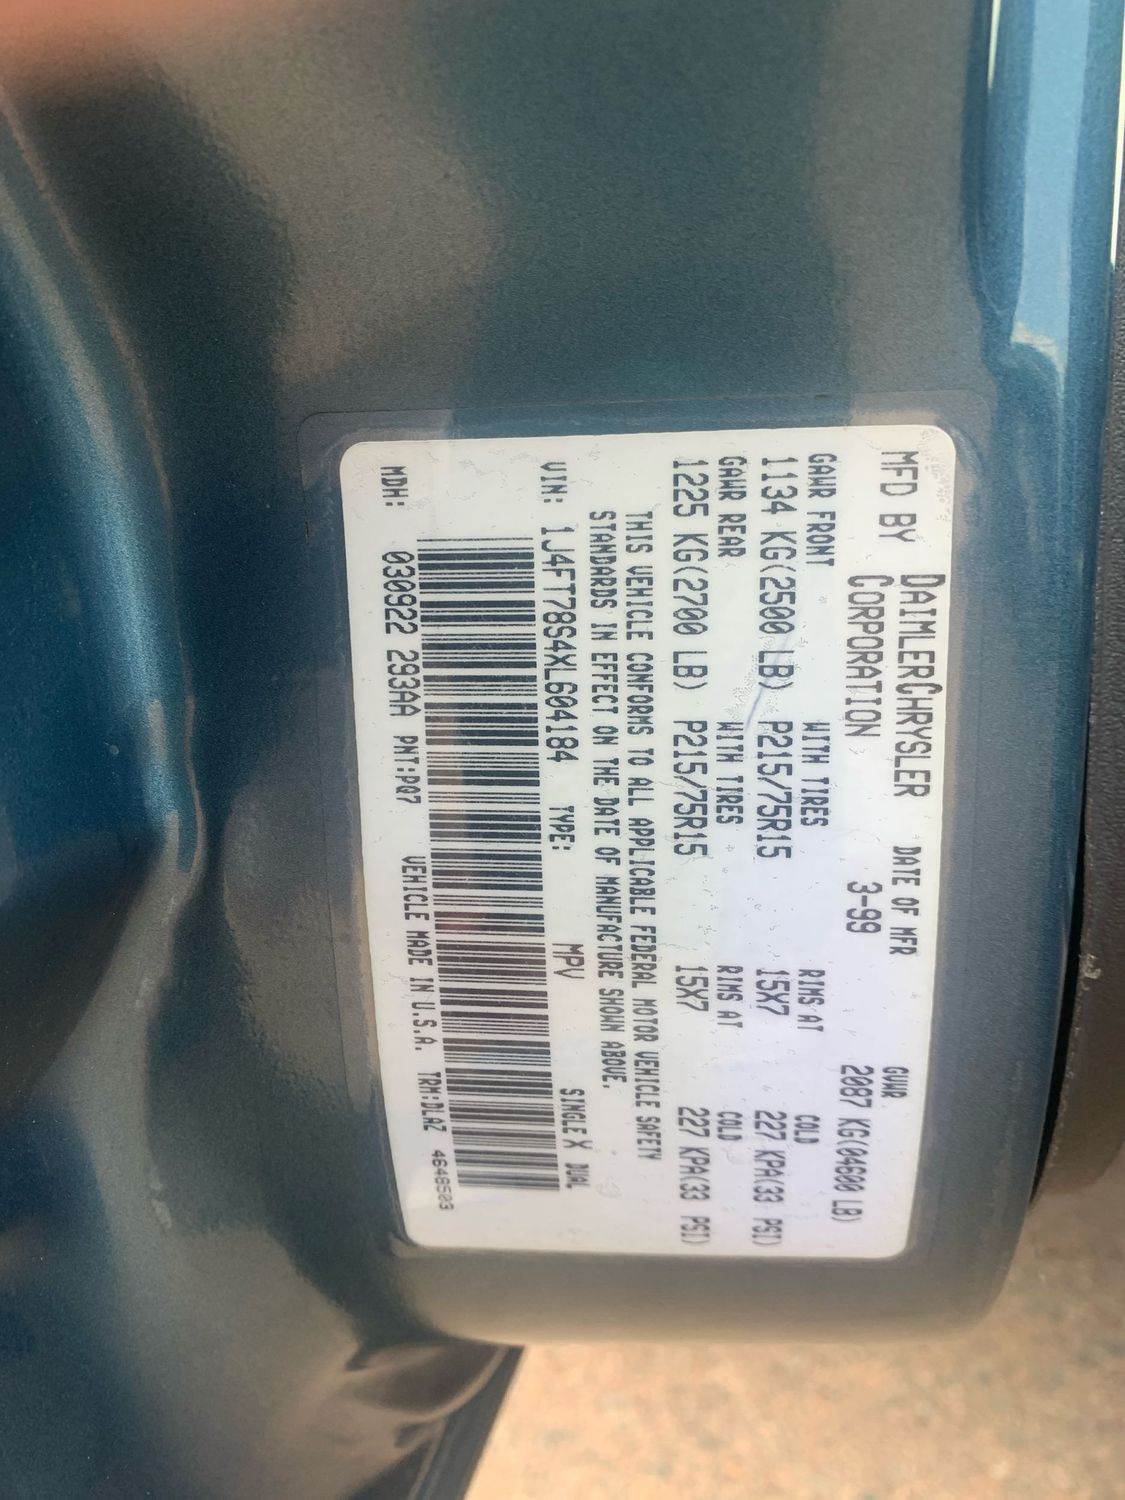 MFD BY DAIMLERCHRYSLER CORPORATION DATE OF MFR 3-99 GVWR 2087 KG(04600 LB)
GAWR FRONT WITH TIRES RIMS AT COLD
1134 KG(2500 LB) P215/75R15 15X7 227 KPA(33 PSI)
GAWR REAR WITH TIRES RIMS AT COLD
1225 KG(2700 LB) P215/75R15 15X7 227 KPA(33 PSI)
THIS VEHICLE CONFORMS TO ALL APPLICABLE FEDERAL MOTOR VEHICLE SAFETY
STANDARDS IN EFFECT ON THE DATE OF MANUFACTURE SHOWN ABOVE.
VIN: 1J4FT78S4XL604184 TYPE: MPV SINGLE X DUAL
MDH: 030922 293AA PNT:PQ7 VEHICLE MADE IN U.S.A. TRM:DLAZ 4648503